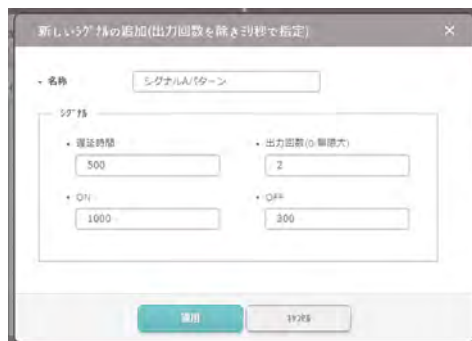 新しいｼｸﾞﾅﾙの追加(出力回数を除きﾐﾘ秒で指定)
名称
シグナルAパターン
ｼｸﾞﾅﾙ
遅延時間
出力回数(0:無限大)
500
2
ON
OFF
1000
300
適用
ｷｬﾝｾﾙ